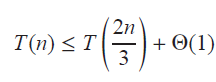 T(n) ≤ T(2n/3) + Θ(1)